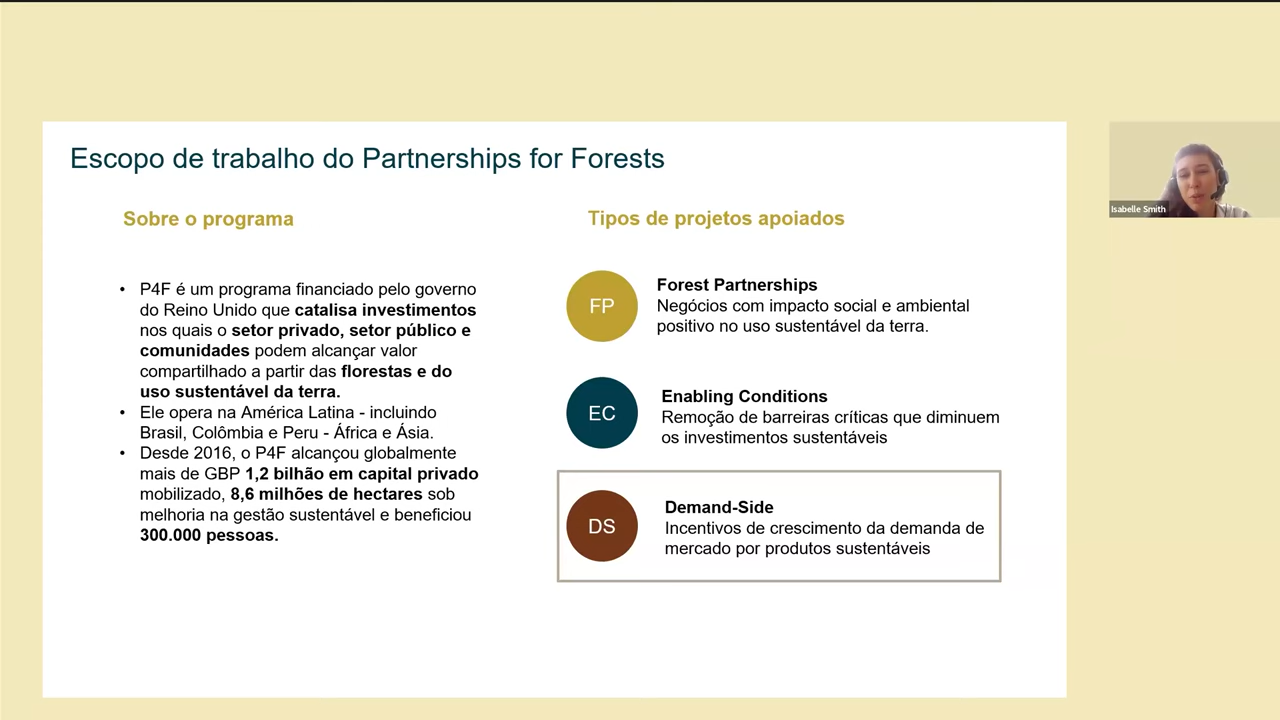 Escopo de trabalho do Partnerships for Forests
Sobre o programa
• P4F é um programa financiado pelo governo
do Reino Unido que catalisa investimentos
nos quais o setor privado, setor público e
comunidades podem alcançar valor
compartilhado a partir das florestas e do
uso sustentável da terra.
• Ele opera na América Latina - incluindo
Brasil, Colômbia e Peru - África e Ásia.
• Desde 2016, o P4F alcançou globalmente
mais de GBP 1,2 bilhão em capital privado
mobilizado, 8,6 milhões de hectares sob
melhoria na gestão sustentável e beneficiou
300.000 pessoas.
Tipos de projetos apoiados
FP
Forest Partnerships
Negócios com impacto social e ambiental
positivo no uso sustentável da terra.
EC
Enabling Conditions
Remoção de barreiras críticas que diminuem
os investimentos sustentáveis
DS
Demand-Side
Incentivos de crescimento da demanda de
mercado por produtos sustentáveis
Isabelle Smith